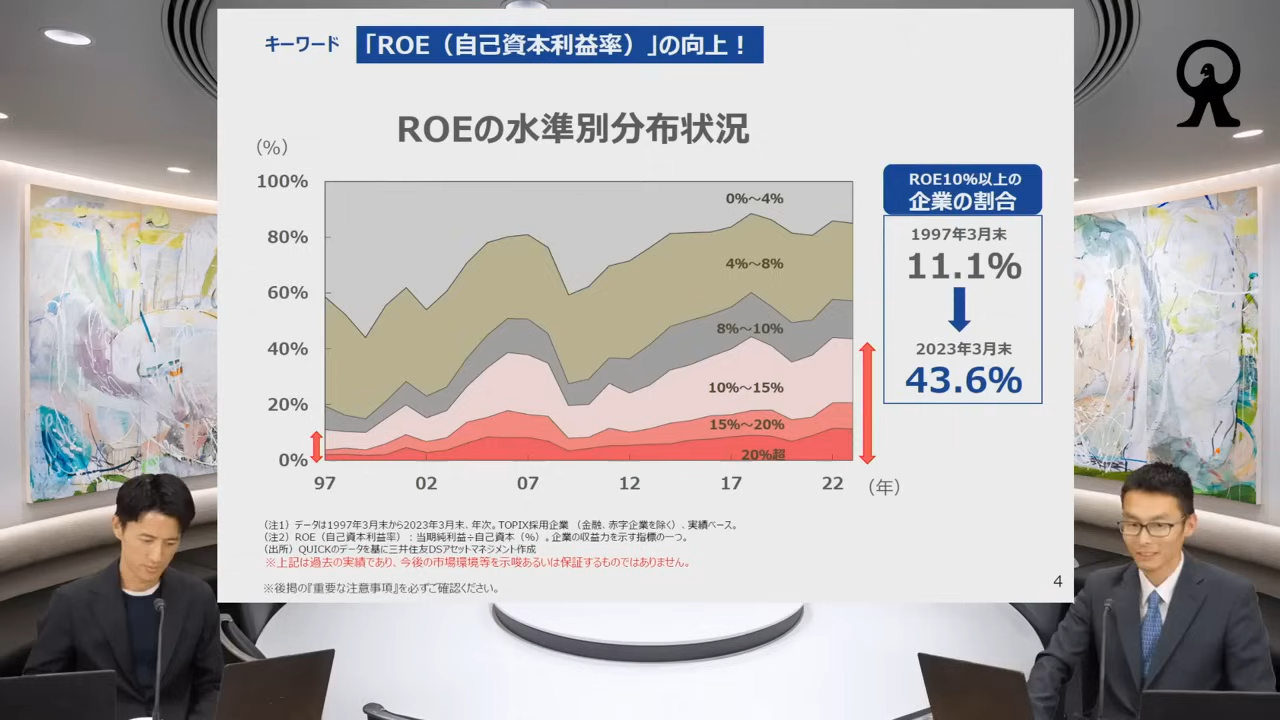 キーワード 「ROE（自己資本利益率）」の向上！
ROEの水準別分布状況
（%）
100%
80%
60%
40%
20%
0%
0%～4%
4%～8%
8%～10%
10%～15%
15%～20%
20%超
97 02 07 12 17 22 （年）
ROE10%以上の
企業の割合
1997年3月末
11.1%
2023年3月末
43.6%
（注1）データは1997年3月末から2023年3月末、年次。TOPIX採用企業（金融、赤字企業を除く）、実績ベース。
（注2）ROE（自己資本利益率）：当期純利益÷自己資本（%）。企業の収益力を示す指標の一つ。
（出所）QUICKのデータを基に三井住友DSアセットマネジメント作成
※上記は過去の実績であり、今後の市場環境等を示唆あるいは保証するものではありません。
※後掲の『重要な注意事項』を必ずご確認ください。
4